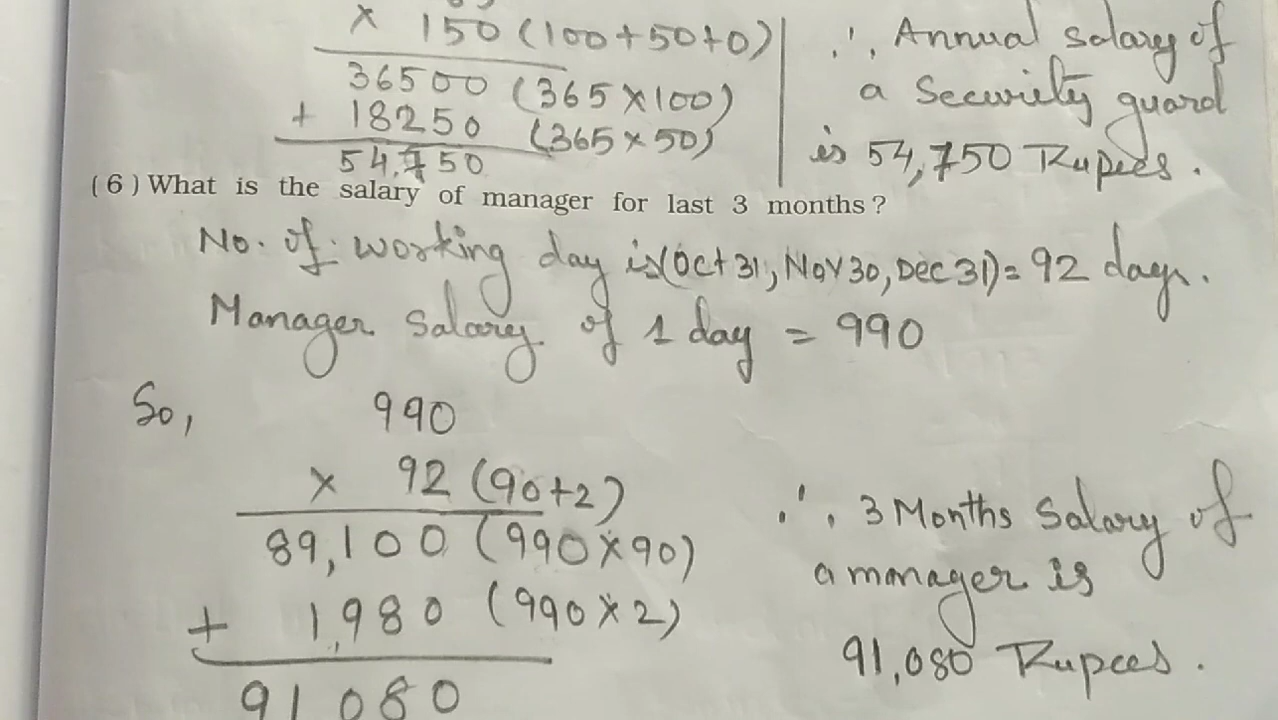 × 150 (100+50+0)
36500 (365×100)
+ 18250 (365×50)
54,750
∴ Annual salary of
a Security guard
is 54,750 Rupees.
(6) What is the salary of manager for last 3 months?
No. of working day is (Oct 31, Nov 30, Dec 31) = 92 days.
Manager Salary of 1 day = 990
So, 990
× 92 (90+2)
89,100 (990×90)
+ 1,980 (990×2)
91,080
∴ 3 Months Salary of
a manager is
91,080 Rupees.